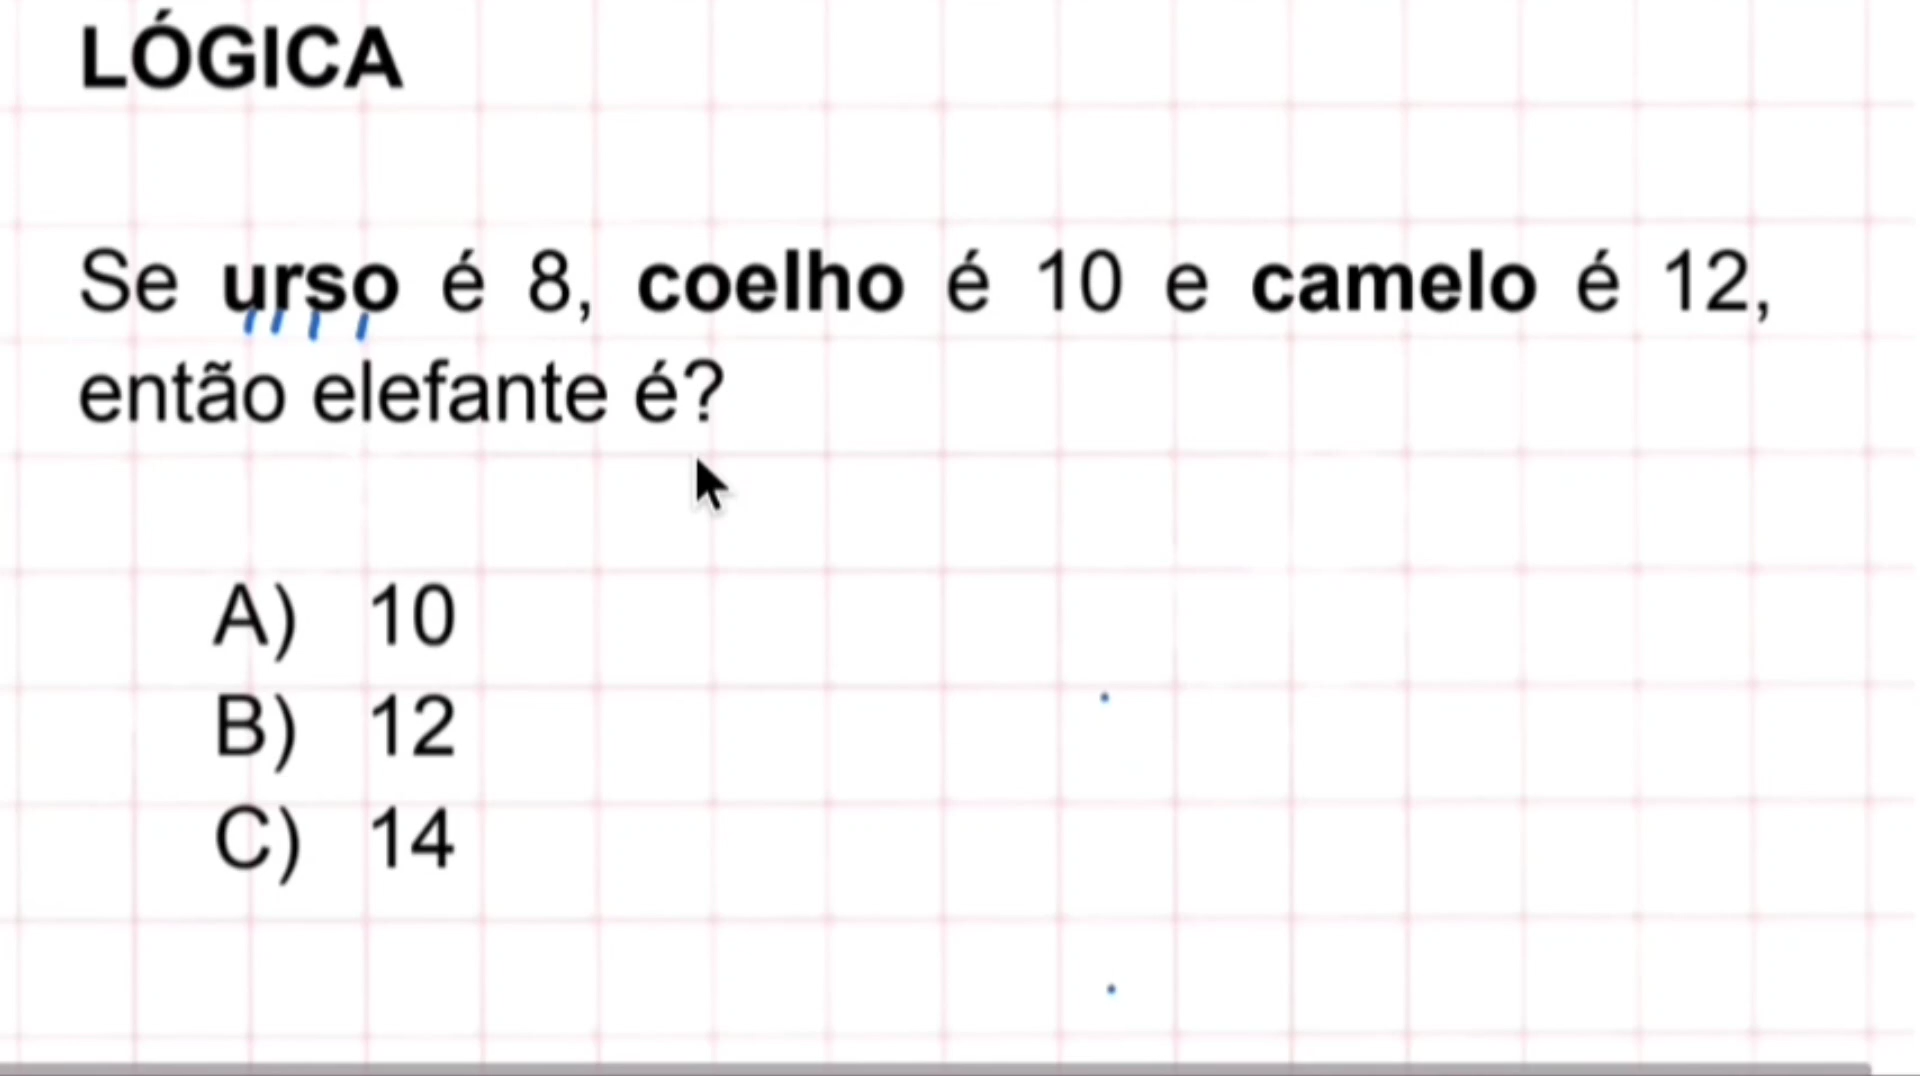 LÓGICA
Se urso é 8, coelho é 10 e camelo é 12,
então elefante é?
A) 10
B) 12
C) 14